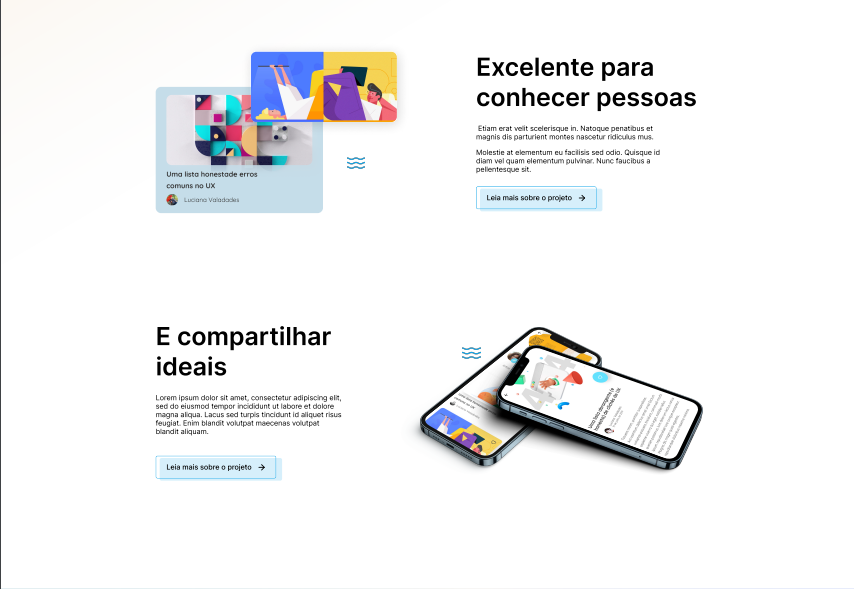 Excelente para
conhecer pessoas
Etiam erat velit scelerisque in. Natoque penatibus et
magnis dis parturient montes nascetur ridiculus mus.
Molestie at elementum eu facilisis sed odio. Quisque id
diam vel quam elementum pulvinar. Nunc faucibus a
pellentesque sit.
Leia mais sobre o projeto
Uma lista honestade erros
comuns no UX
Luciana Valadades
E compartilhar
ideais
Lorem ipsum dolor sit amet, consectetur adipiscing elit,
sed do eiusmod tempor incididunt ut labore et dolore
magna aliqua. Lacus sed turpis tincidunt id aliquet risus
feugiat. Enim blandit volutpat maecenas volutpat
blandit aliquam.
Leia mais sobre o projeto